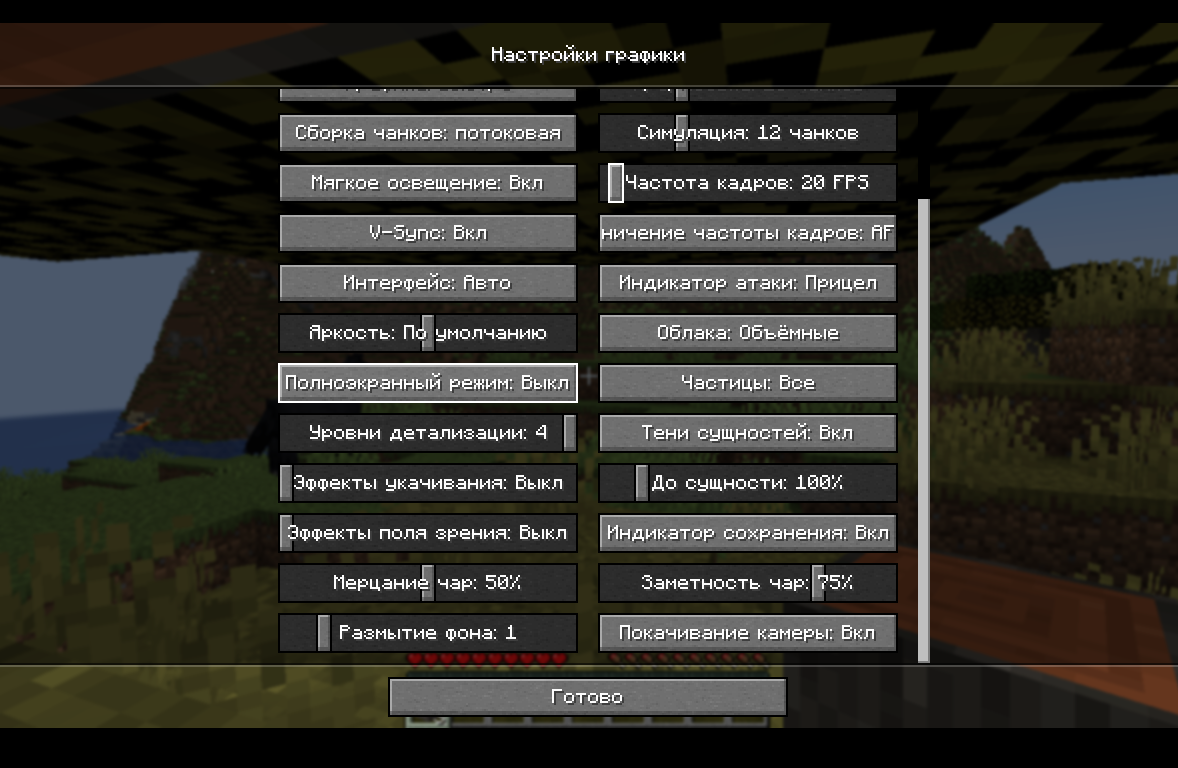 Настройки графики
Сборка чанков: потоковая
Симуляция: 12 чанков
Мягкое освещение: Вкл
Частота кадров: 20 FPS
V-Sync: Вкл
ничение частоты кадров: AF
Интерфейс: Авто
Индикатор атаки: Прицел
Яркость: По умолчанию
Облака: Объёмные
Полноэкранный режим: Выкл
Частицы: Все
Уровни детализации: 4
Тени сущностей: Вкл
Эффекты укачивания: Выкл
До сущности: 100%
Эффекты поля зрения: Выкл
Индикатор сохранения: Вкл
Мерцание чар: 50%
Заметность чар: 75%
Размытие фона: 1
Покачивание камеры: Вкл
Готово